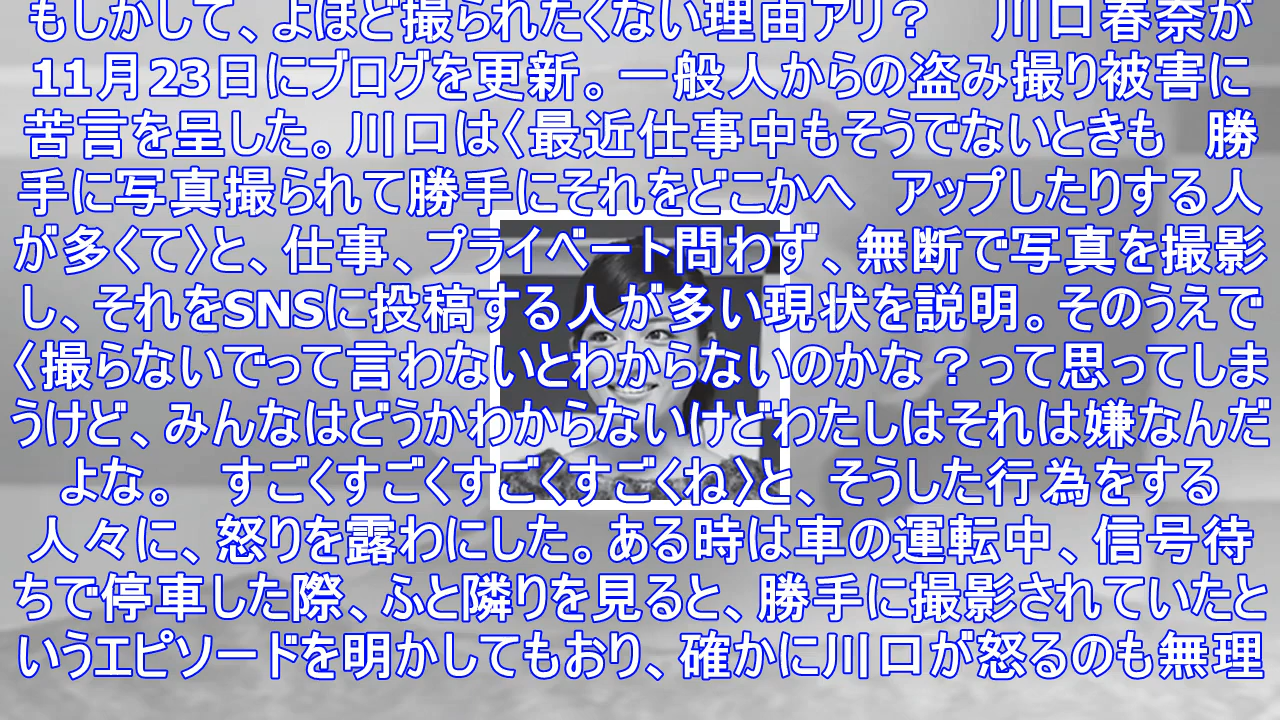 もしかして、よほど撮られたくない理由アリ？　川口春奈が
11月23日にブログを更新。一般人からの盗み撮り被害に
苦言を呈した。川口は〈最近仕事中もそうでないときも　勝
手に写真撮られて勝手にそれをどこかへ　アップしたりする人
が多くて〉と、仕事、プライベート問わず、無断で写真を撮影
し、それをSNSに投稿する人が多い現状を説明。そのうえで
〈撮らないでって言わないとわからないのかな？って思ってしま
うけど、みんなはどうかわからないけどわたしはそれは嫌なんだ
よな。　すごくすごくすごくすごくね〉と、そうした行為をする
人々に、怒りを露わにした。ある時は車の運転中、信号待
ちで停車した際、ふと隣りを見ると、勝手に撮影されていたと
いうエピソードを明かしてもおり、確かに川口が怒るのも無理